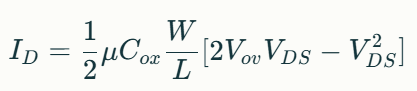 $I_D = \frac{1}{2} \mu C_{ox} \frac{W}{L} [2V_{ov}V_{DS} - V_{DS}^2]$